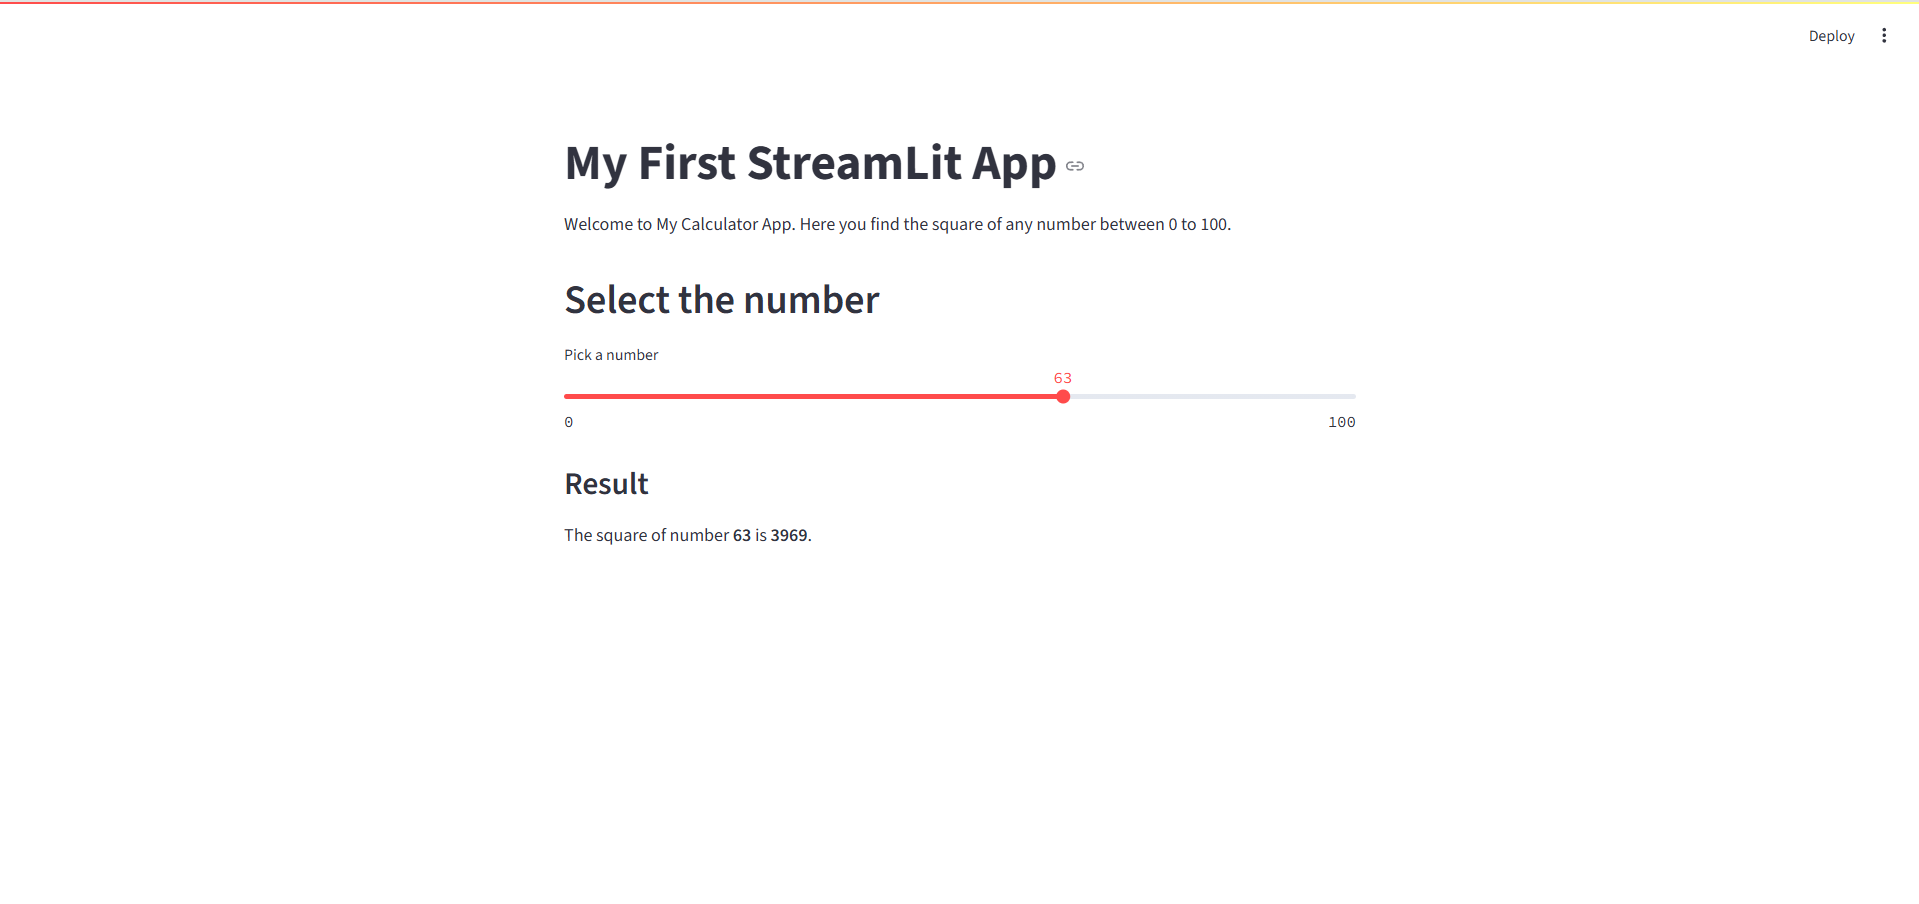 Deploy
My First StreamLit App
Welcome to My Calculator App. Here you find the square of any number between 0 to 100.
Select the number
Pick a number
63
0 100
Result
The square of number 63 is 3969.